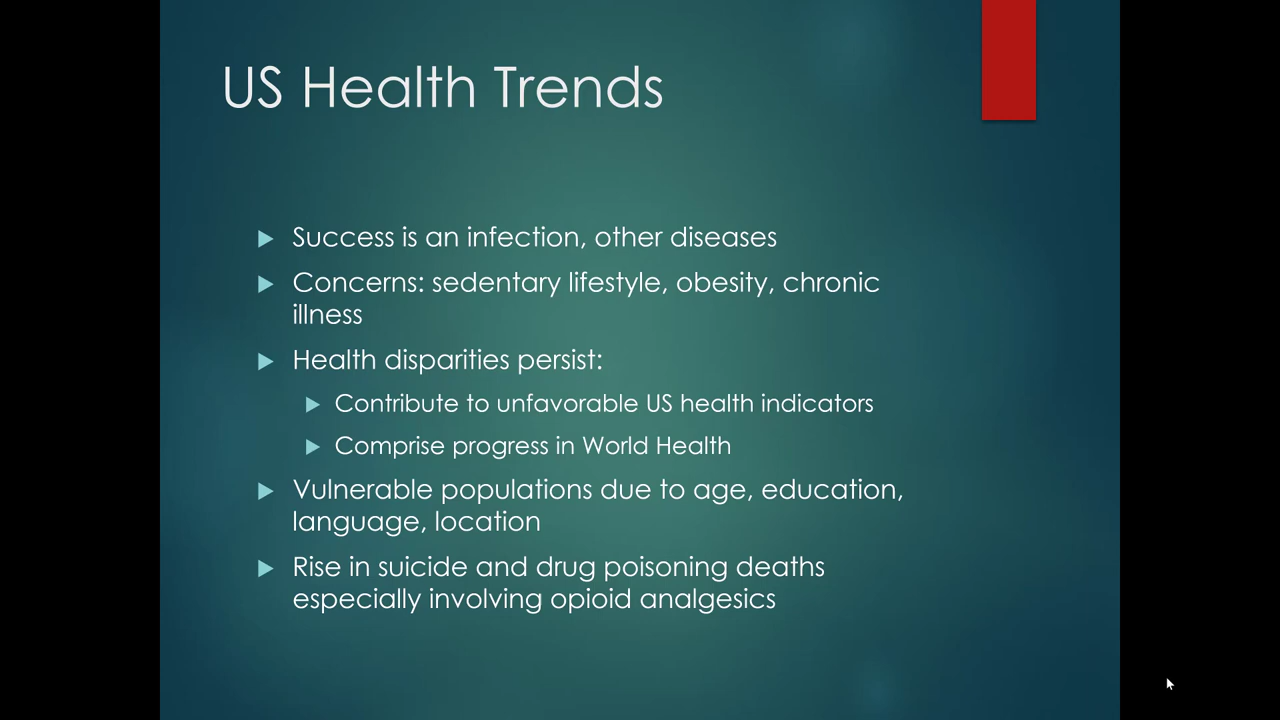 US Health Trends
Success is an infection, other diseases
Concerns: sedentary lifestyle, obesity, chronic
illness
Health disparities persist:
Contribute to unfavorable US health indicators
Comprise progress in World Health
Vulnerable populations due to age, education,
language, location
Rise in suicide and drug poisoning deaths
especially involving opioid analgesics